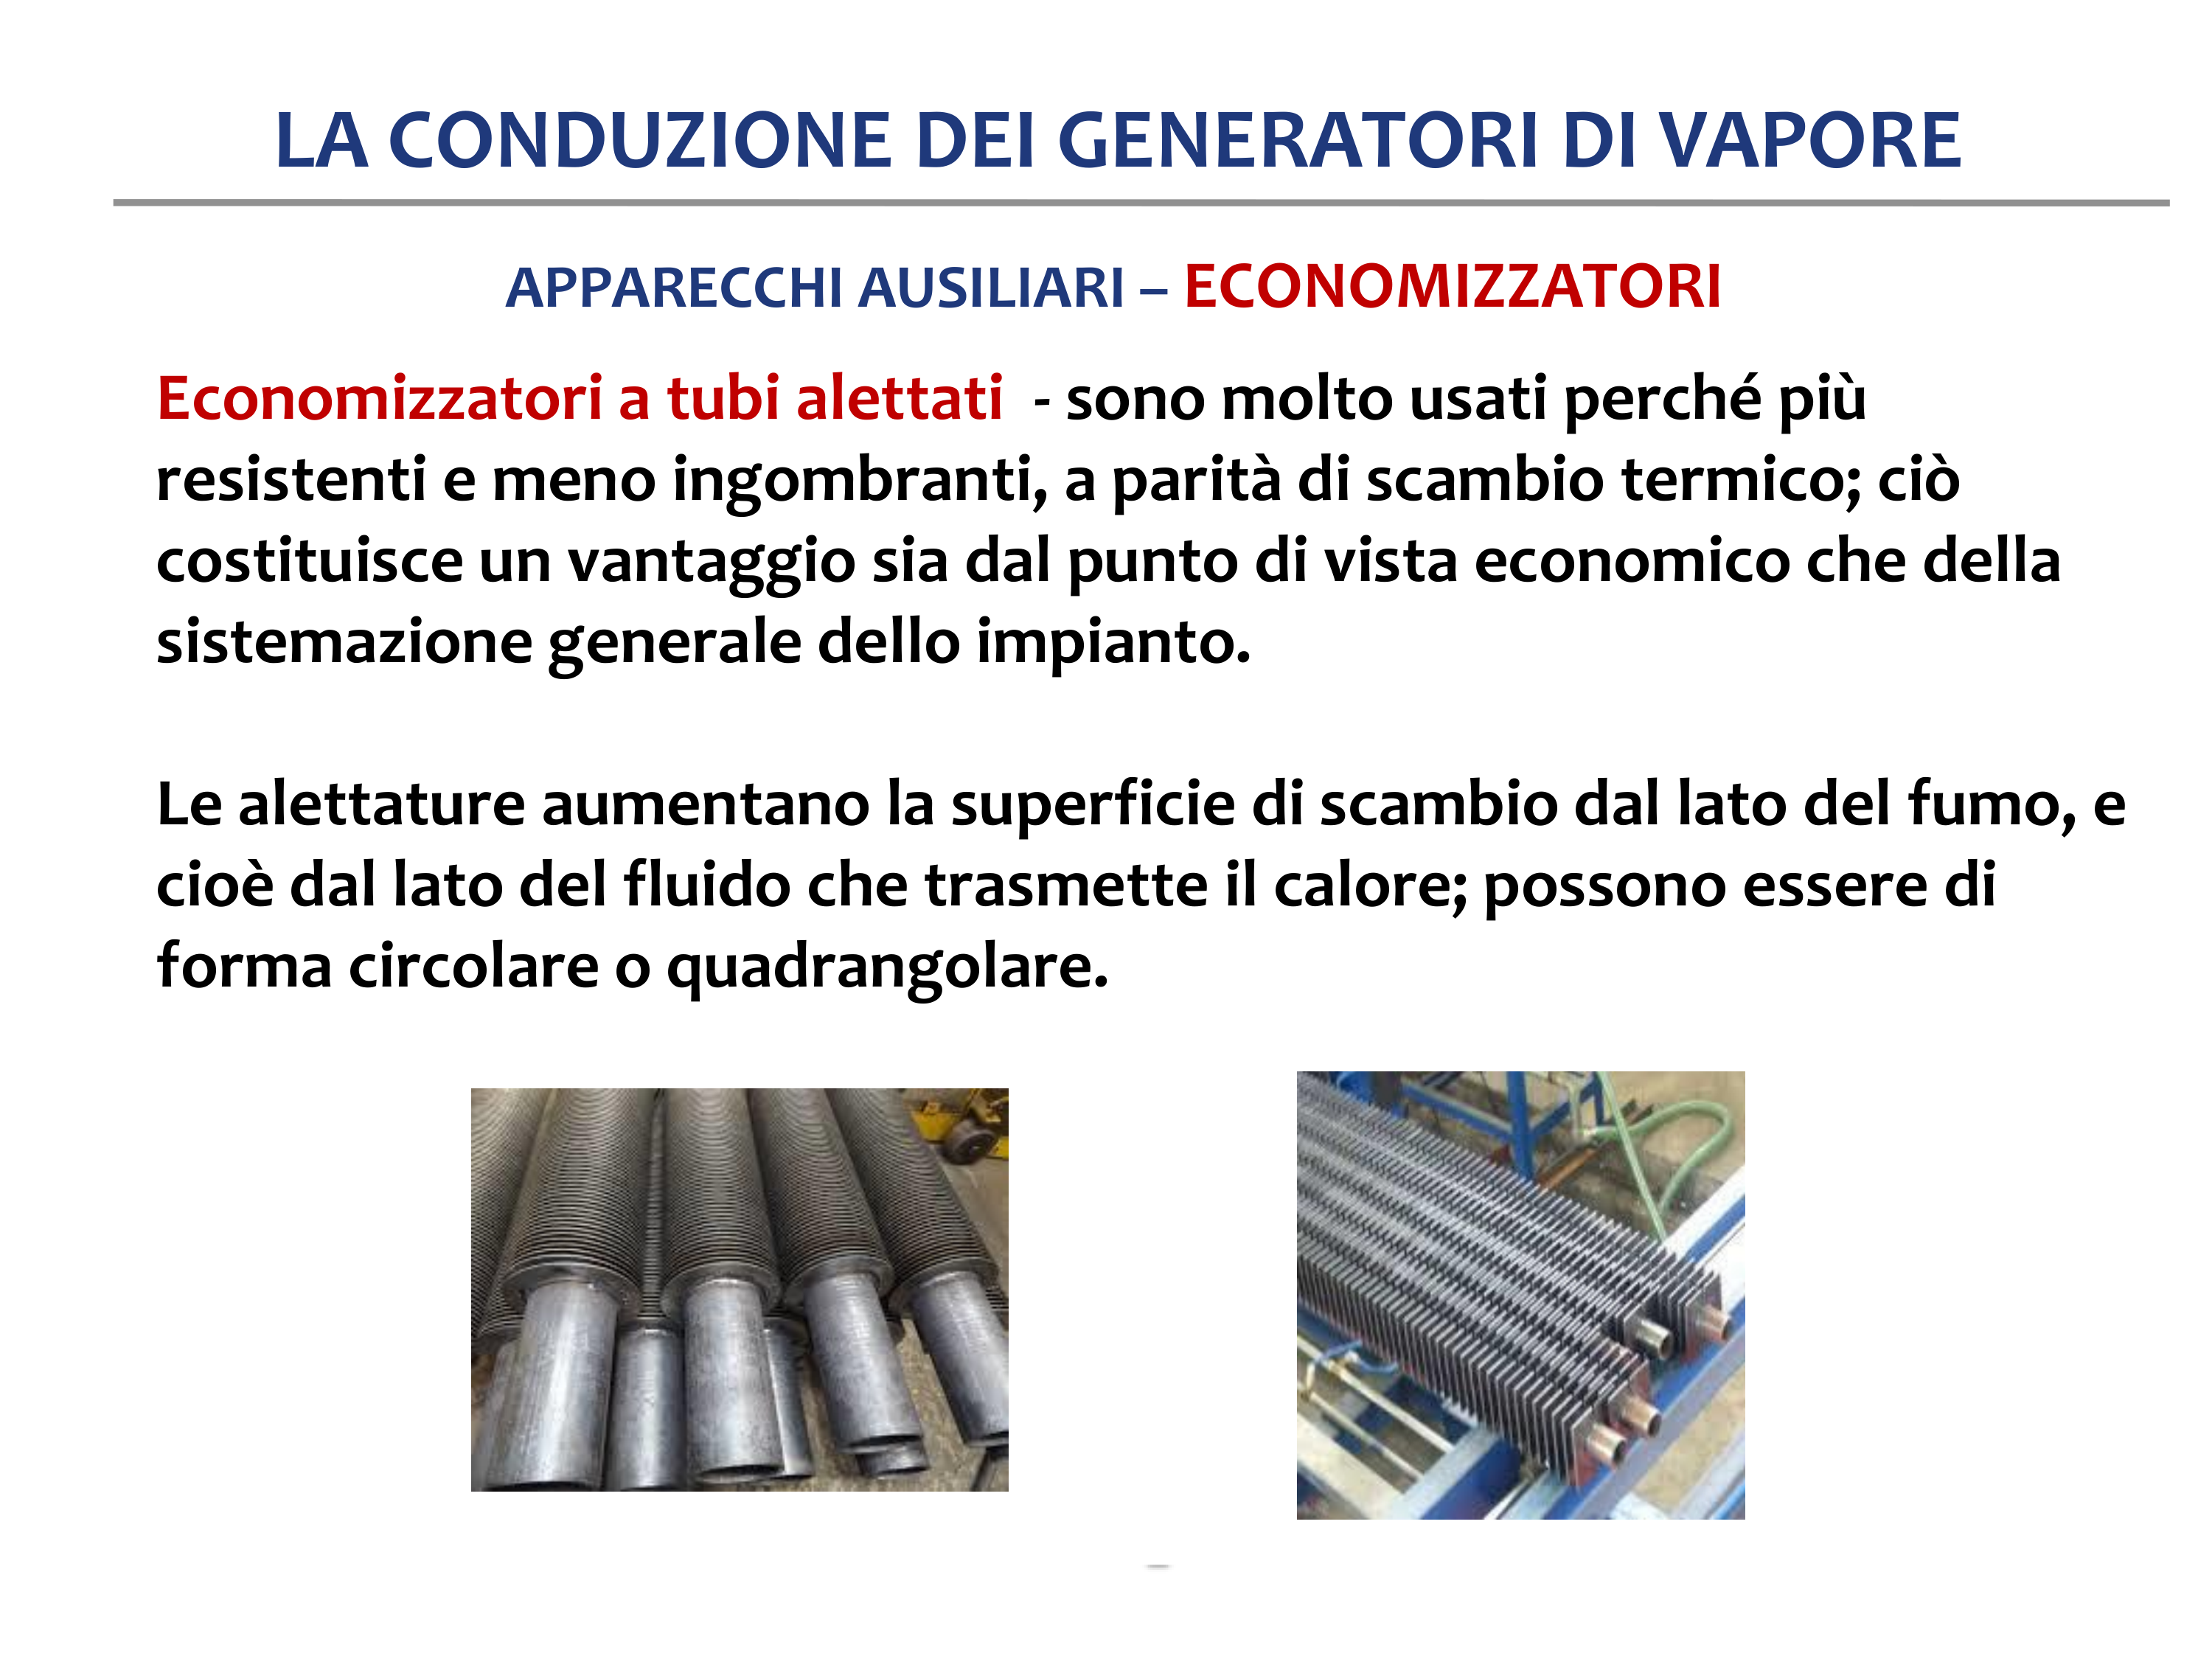 LA CONDUZIONE DEI GENERATORI DI VAPORE
APPARECCHI AUSILIARI – ECONOMIZZATORI
Economizzatori a tubi alettati - sono molto usati perché più
resistenti e meno ingombranti, a parità di scambio termico; ciò
costituisce un vantaggio sia dal punto di vista economico che della
sistemazione generale dello impianto.
Le alettature aumentano la superficie di scambio dal lato del fumo, e
cioè dal lato del fluido che trasmette il calore; possono essere di
forma circolare o quadrangolare.